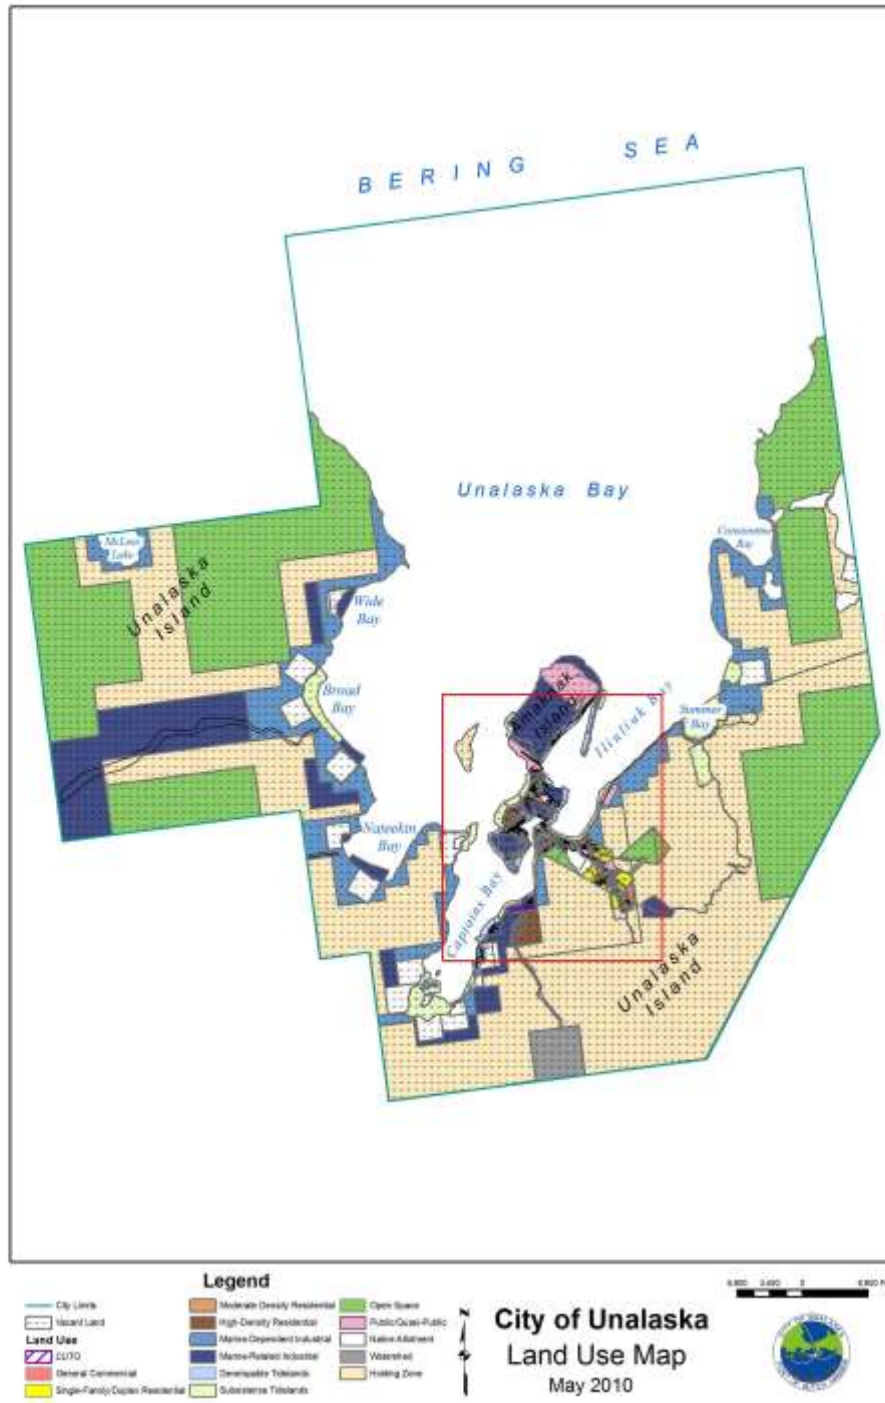 BERING SEA
Unalaska Bay
McLees
Lake
Unalaska
Island
Constantine
Bay
Wide
Bay
Broad
Bay
Amaknak
Island
Iliuliuk Bay
Summer
Bay
Nateekin
Bay
Captains Bay
Unalaska
Island
Legend
City Limits
Vacant Land
Land Use
CUTO
General Commercial
Single-Family/Duplex Residential
Moderate Density Residential
High-Density Residential
Marine-Dependent Industrial
Marine-Related Industrial
Developable Tidelands
Subsistence Tidelands
Open Space
Public/Quasi-Public
Native Allotment
Watershed
Holding Zone
N
City of Unalaska
Land Use Map
May 2010